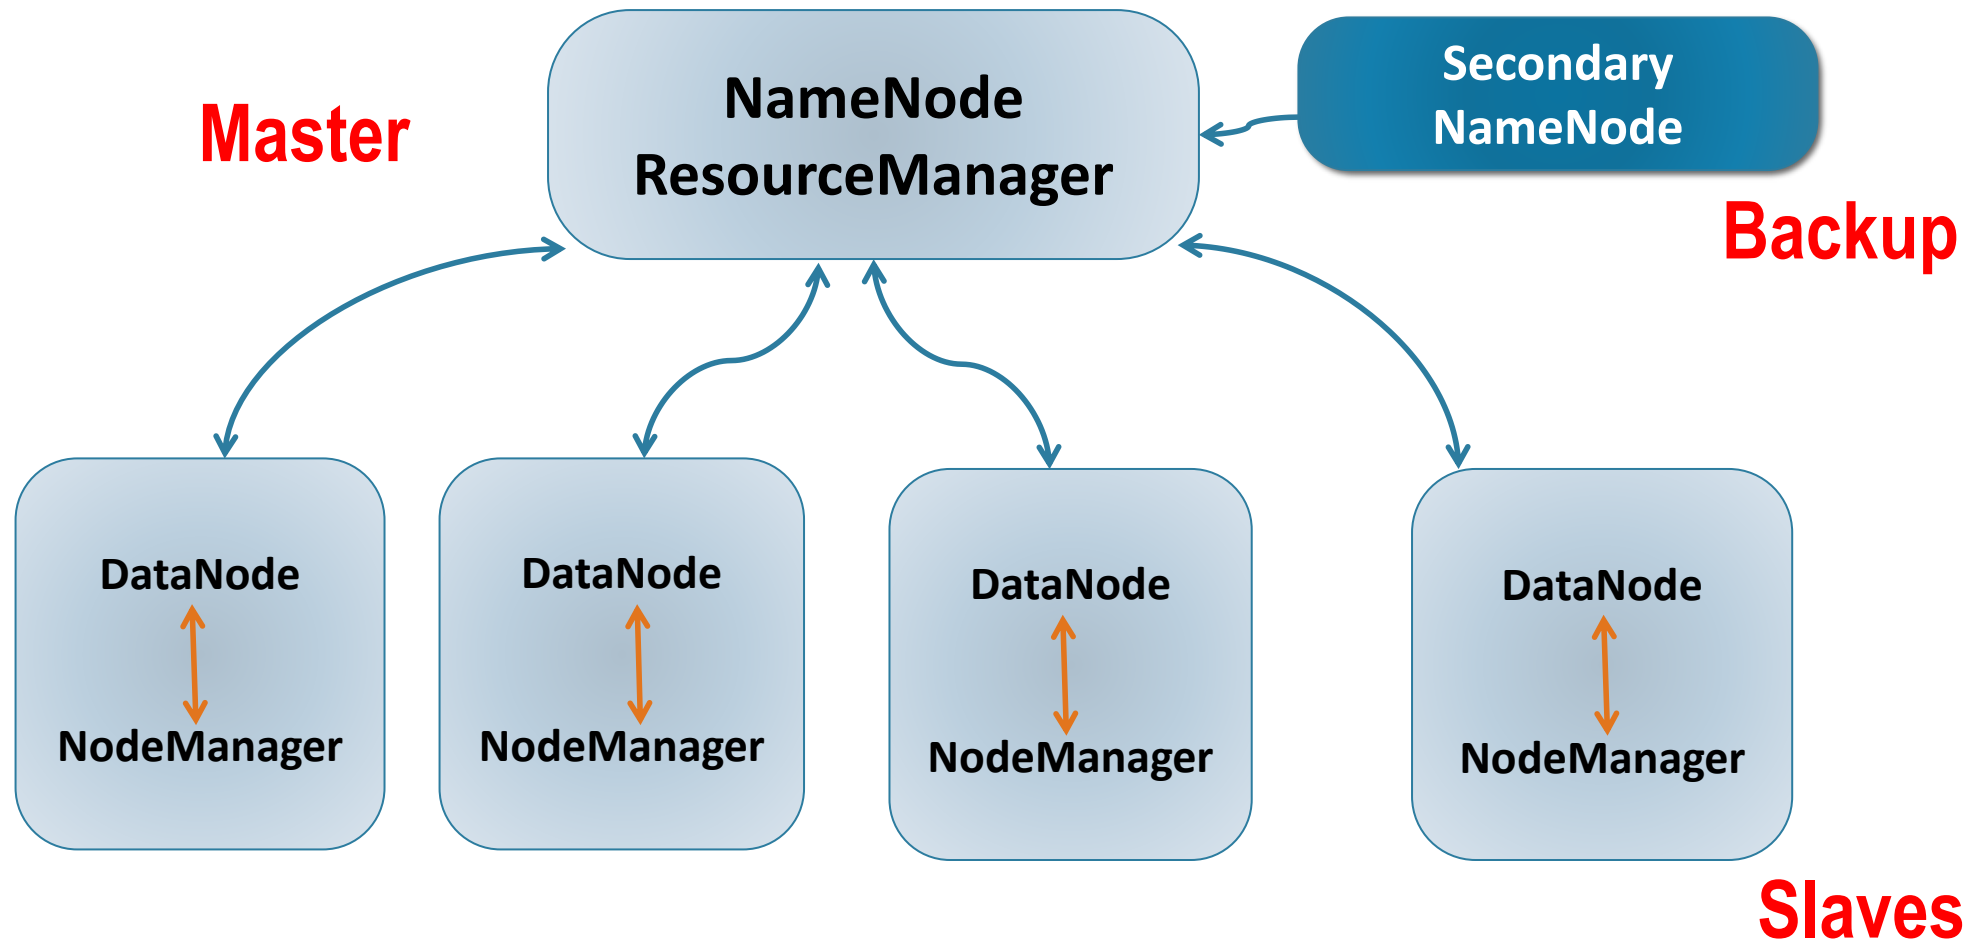 Master
NameNode
ResourceManager
Secondary
NameNode
Backup
DataNode
NodeManager
DataNode
NodeManager
DataNode
NodeManager
DataNode
NodeManager
Slaves